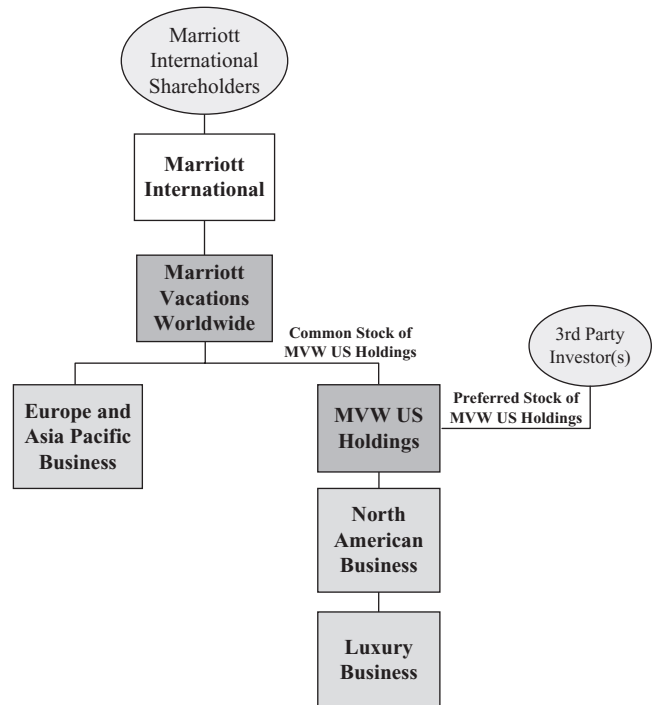 Marriott
International
Shareholders
Marriott
International
Marriott
Vacations
Worldwide
Common Stock of
MVW US Holdings
3rd Party
Investor(s)
Europe and
Asia Pacific
Business
MVW US
Holdings
Preferred Stock of
MVW US Holdings
North
American
Business
Luxury
Business